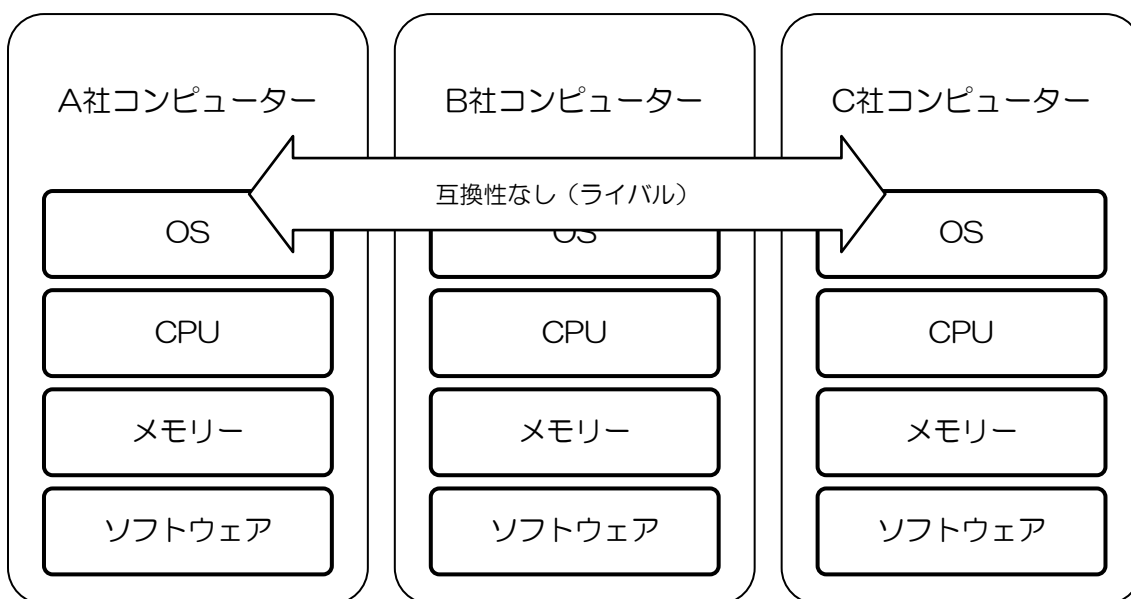 A社コンピューター
B社コンピューター
C社コンピューター
互換性なし（ライバル）
OS
OS
OS
CPU
CPU
CPU
メモリー
メモリー
メモリー
ソフトウェア
ソフトウェア
ソフトウェア